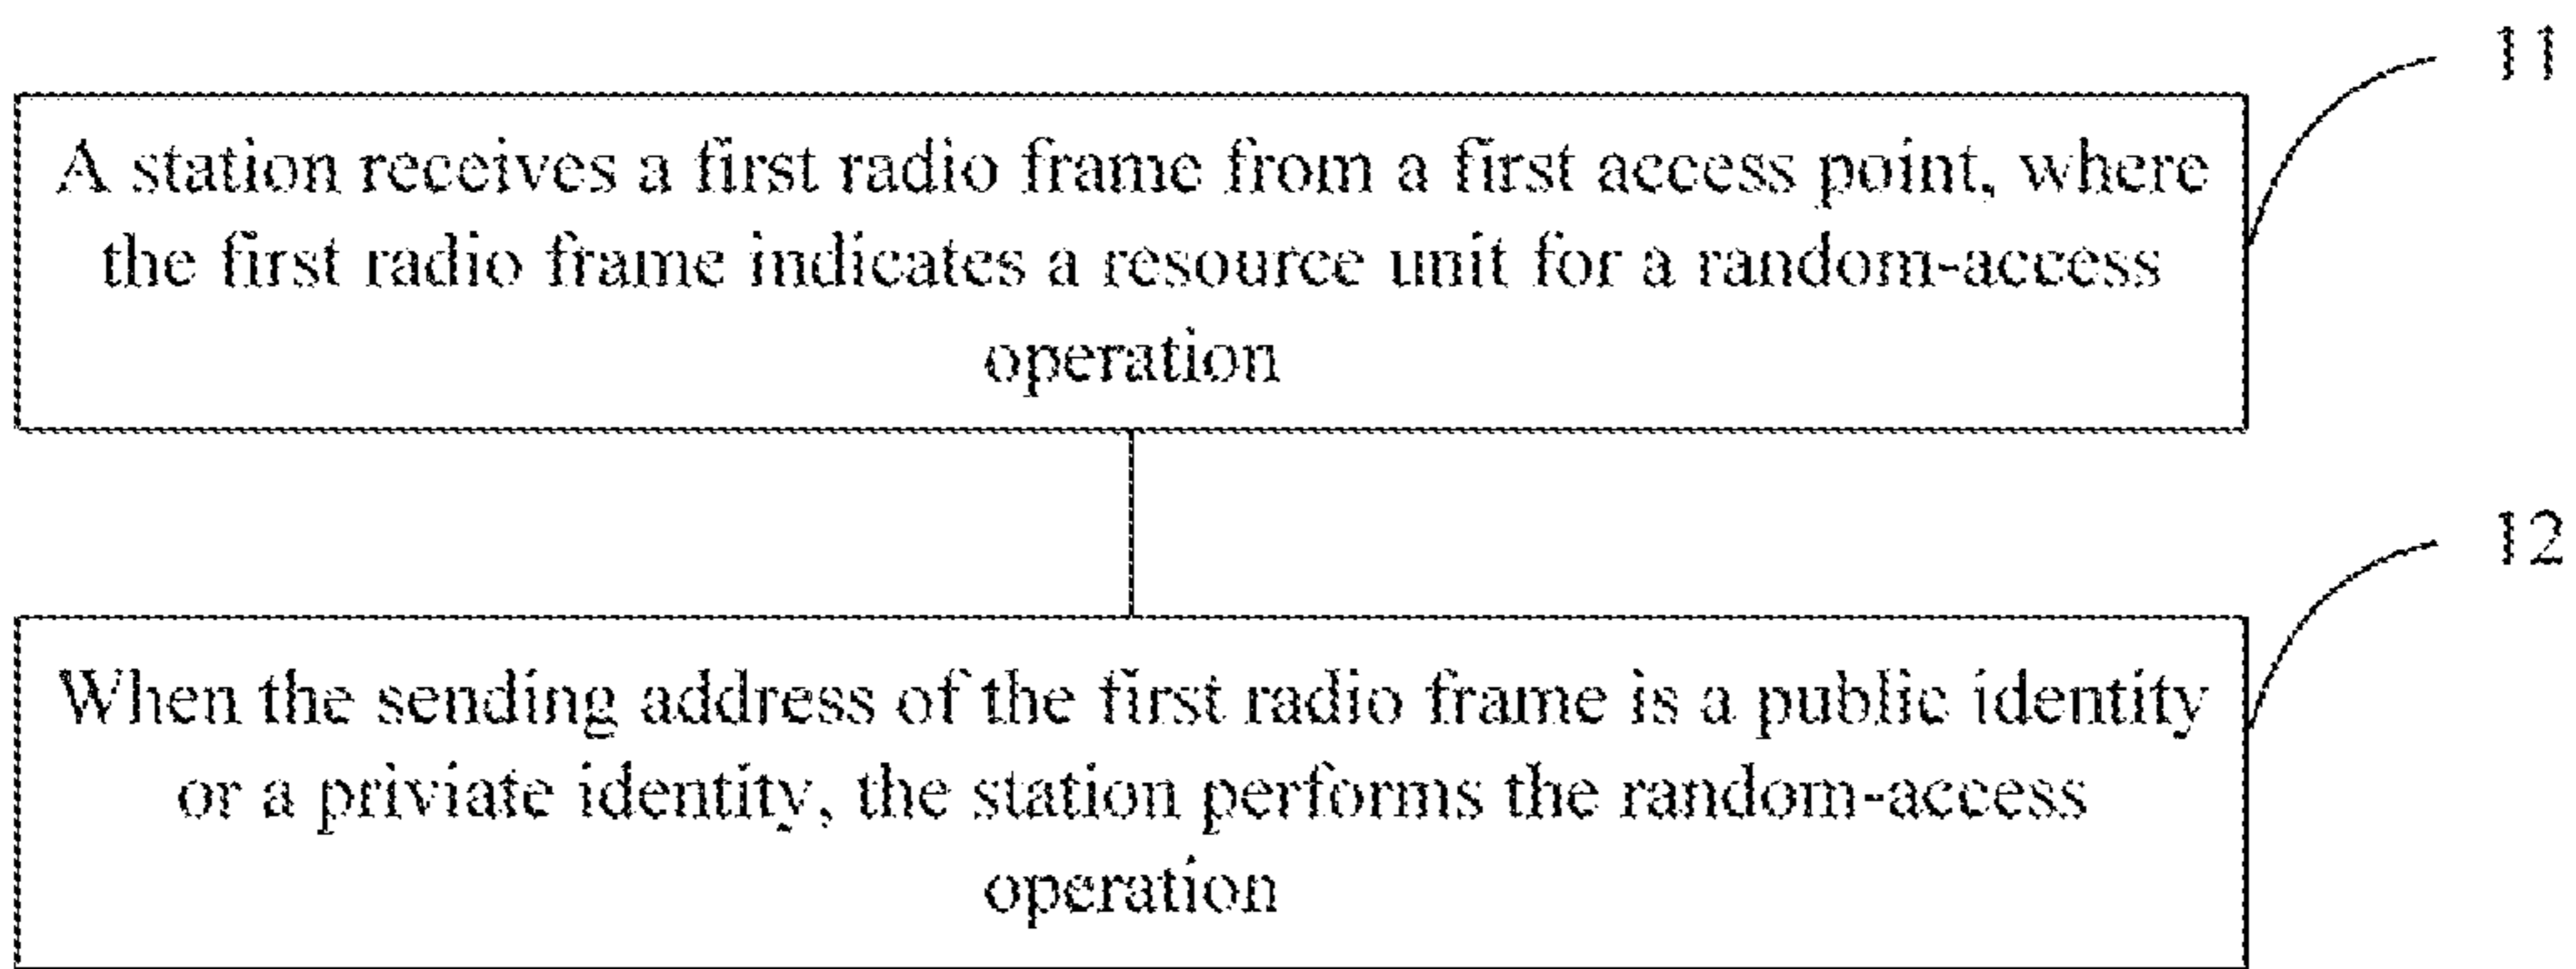 11
A station receives a first radio frame from a first access point, where
the first radio frame indicates a resource unit for a random-access
operation
12
When the sending address of the first radio frame is a public identity
or a priviate identity, the station performs the random-access
operation